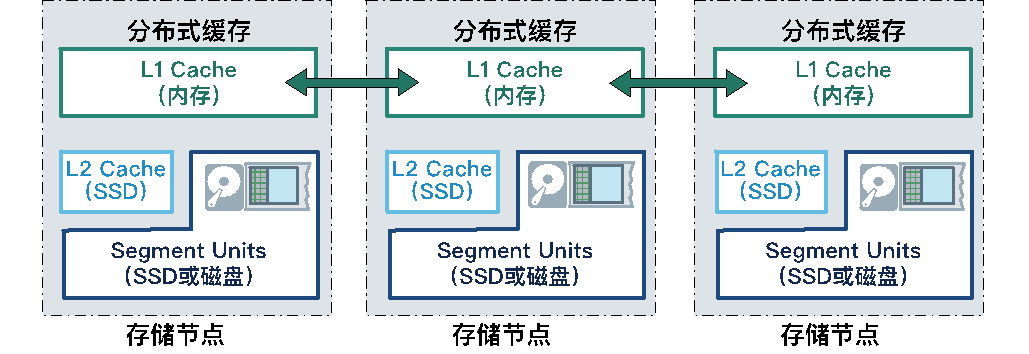 分布式缓存
L1 Cache
（内存）
L2 Cache
（SSD）
Segment Units
（SSD或磁盘）
存储节点
分布式缓存
L1 Cache
（内存）
L2 Cache
（SSD）
Segment Units
（SSD或磁盘）
存储节点
分布式缓存
L1 Cache
（内存）
L2 Cache
（SSD）
Segment Units
（SSD或磁盘）
存储节点